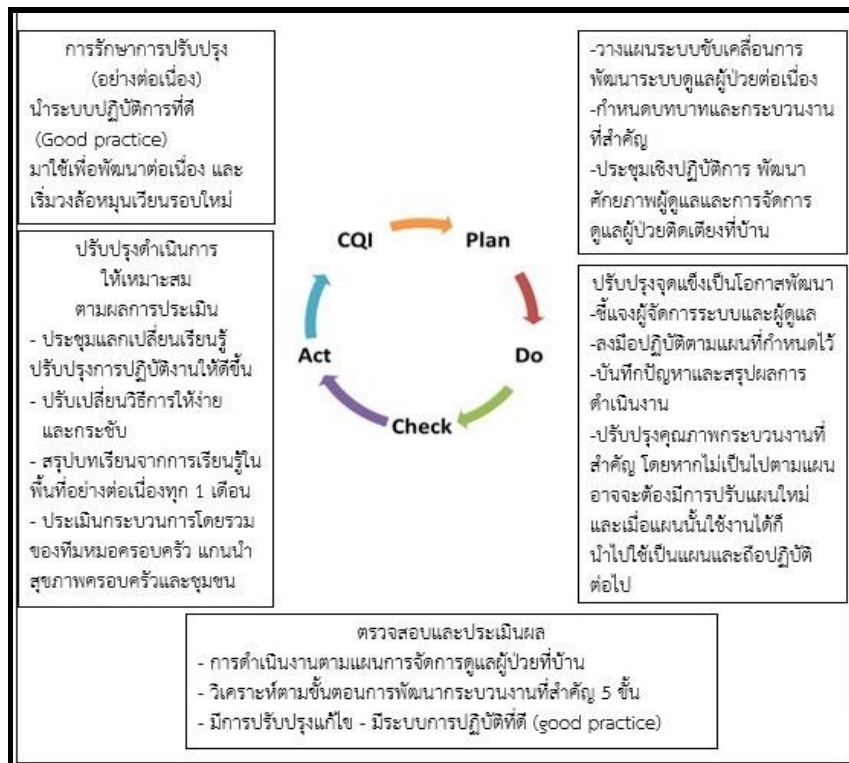 การรักษาการปรับปรุง
(อย่างต่อเนื่อง)
นำระบบปฏิบัติการที่ดี
(Good practice)
มาใช้เพื่อพัฒนาต่อเนื่อง และ
เริ่มวงล้อหมุนเวียนรอบใหม่
-วางแผนระบบขับเคลื่อนการ
พัฒนาระบบดูแลผู้ป่วยต่อเนื่อง
-กำหนดบทบาทและกระบวนงาน
ที่สำคัญ
-ประชุมเชิงปฏิบัติการ พัฒนา
ศักยภาพผู้ดูแลและการจัดการ
ดูแลผู้ป่วยติดเตียงที่บ้าน
CQI
Plan
Do
Check
Act
ปรับปรุงดำเนินการ
ให้เหมาะสม
ตามผลการประเมิน
- ประชุมแลกเปลี่ยนเรียนรู้
ปรับปรุงการปฏิบัติงานให้ดีขึ้น
- ปรับเปลี่ยนวิธีการให้ง่าย
และกระชับ
- สรุปบทเรียนจากการเรียนรู้ใน
พื้นที่อย่างต่อเนื่องทุก 1 เดือน
- ประเมินกระบวนการโดยรวม
ของทีมหมอครอบครัว แกนนำ
สุขภาพครอบครัวและชุมชน
ปรับปรุงจุดแข็งเป็นโอกาสพัฒนา
-ชี้แจงผู้จัดการระบบและผู้ดูแล
-ลงมือปฏิบัติตามแผนที่กำหนดไว้
-บันทึกปัญหาและสรุปผลการ
ดำเนินงาน
-ปรับปรุงคุณภาพกระบวนงานที่
สำคัญ โดยหากไม่เป็นไปตามแผน
อาจจะต้องมีการปรับแผนใหม่
และเมื่อแผนนั้นใช้งานได้ก็
นำไปใช้เป็นแผนและถือปฏิบัติ
ต่อไป
ตรวจสอบและประเมินผล
- การดำเนินงานตามแผนการจัดการดูแลผู้ป่วยที่บ้าน
- วิเคราะห์ตามขั้นตอนการพัฒนากระบวนงานที่สำคัญ 5 ขั้น
- มีการปรับปรุงแก้ไข - มีระบบการปฏิบัติที่ดี (good practice)